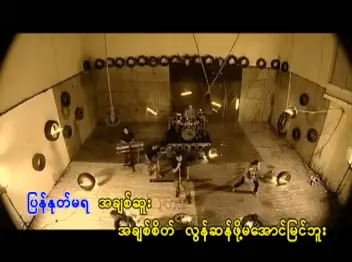 ပြန်နုတ်မရ အချစ်ဆူး
အချစ်စိတ် လွန်ဆန်ဖို့မအောင်မြင်ဘူး